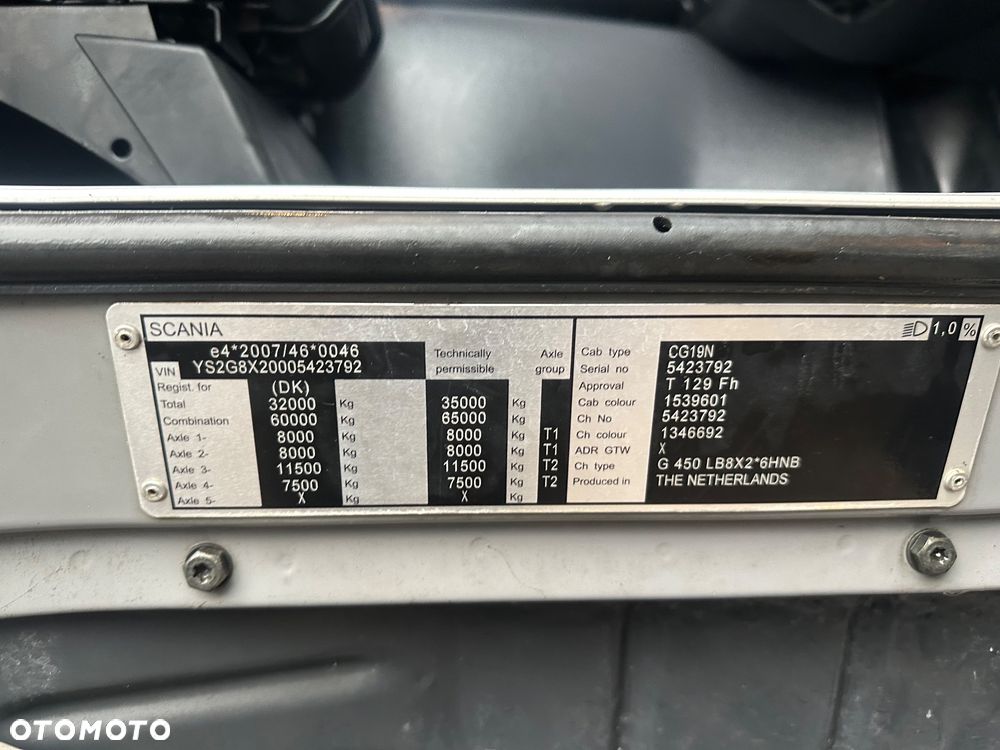 SCANIA 1,0 %
e4*2007/46*0046
VIN YS2G8X20005423792
Technically permissible Axle group
Regist. for (DK)
Total 32000 Kg 35000 Kg
Combination 60000 Kg 65000 Kg
Axle 1- 8000 Kg 8000 Kg T1
Axle 2- 8000 Kg 8000 Kg T1
Axle 3- 11500 Kg 11500 Kg T2
Axle 4- 7500 Kg 7500 Kg T2
Axle 5- X Kg X Kg
Cab type CG19N
Serial no 5423792
Approval T 129 Fh
Cab colour 1539601
Ch No 5423792
Ch colour 1346692
ADR GTW X
Ch type G 450 LB8X2*6HNB
Produced in THE NETHERLANDS
OTOMOTO